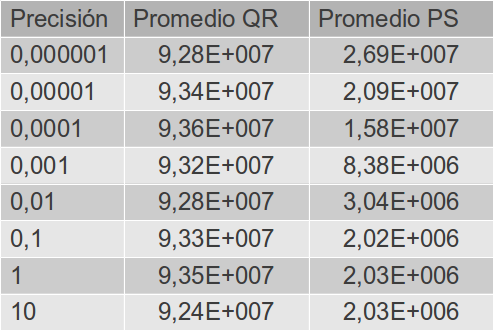 Precisión Promedio QR Promedio PS
0,000001 9,28E+007 2,69E+007
0,00001 9,34E+007 2,09E+007
0,0001 9,36E+007 1,58E+007
0,001 9,32E+007 8,38E+006
0,01 9,28E+007 3,04E+006
0,1 9,33E+007 2,02E+006
1 9,35E+007 2,03E+006
10 9,24E+007 2,03E+006